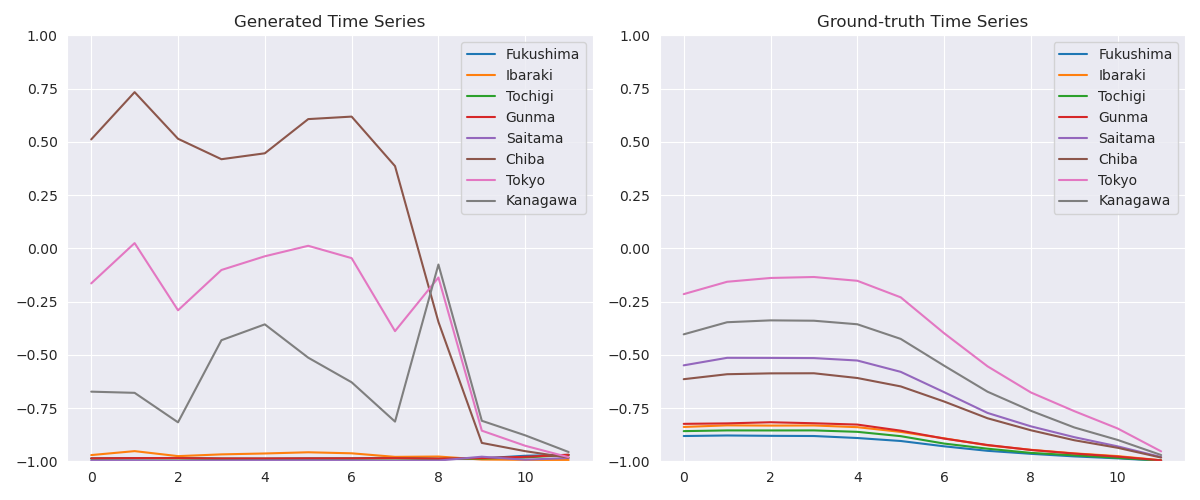 Generated Time Series
1.00
0.75
0.50
0.25
0.00
−0.25
−0.50
−0.75
−1.00
0 2 4 6 8 10
Fukushima
Ibaraki
Tochigi
Gunma
Saitama
Chiba
Tokyo
Kanagawa
Ground-truth Time Series
1.00
0.75
0.50
0.25
0.00
−0.25
−0.50
−0.75
−1.00
0 2 4 6 8 10
Fukushima
Ibaraki
Tochigi
Gunma
Saitama
Chiba
Tokyo
Kanagawa